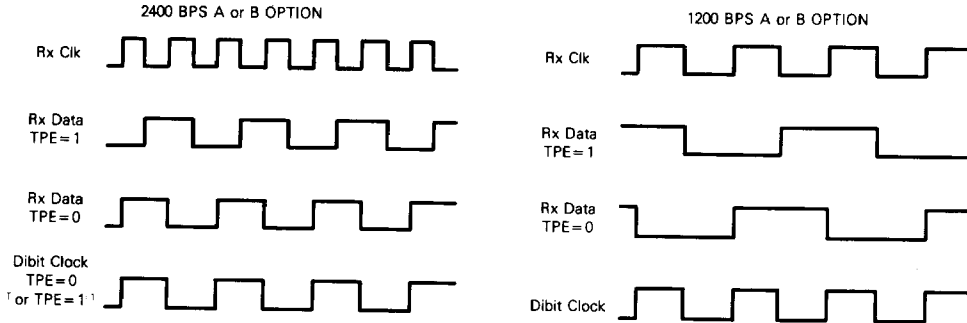 2400 BPS A or B OPTION
Rx Clk
Rx Data
TPE=1
Rx Data
TPE=0
Dibit Clock
TPE=0
or TPE=1
1200 BPS A or B OPTION
Rx Clk
Rx Data
TPE=1
Rx Data
TPE=0
Dibit Clock